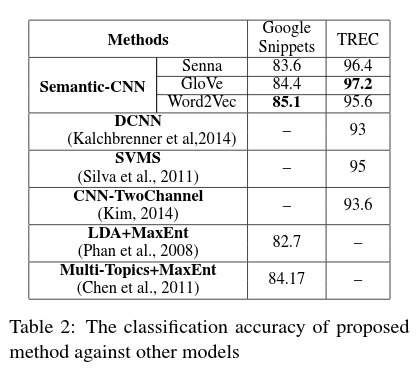 Methods Google Snippets TREC
Semantic-CNN Senna 83.6 96.4
GloVe 84.4 97.2
Word2Vec 85.1 95.6
DCNN
(Kalchbrenner et al,2014) – 93
SVMS
(Silva et al., 2011) – 95
CNN-TwoChannel
(Kim, 2014) – 93.6
LDA+MaxEnt
(Phan et al., 2008) 82.7 –
Multi-Topics+MaxEnt
(Chen et al., 2011) 84.17 –
Table 2: The classification accuracy of proposed
method against other models